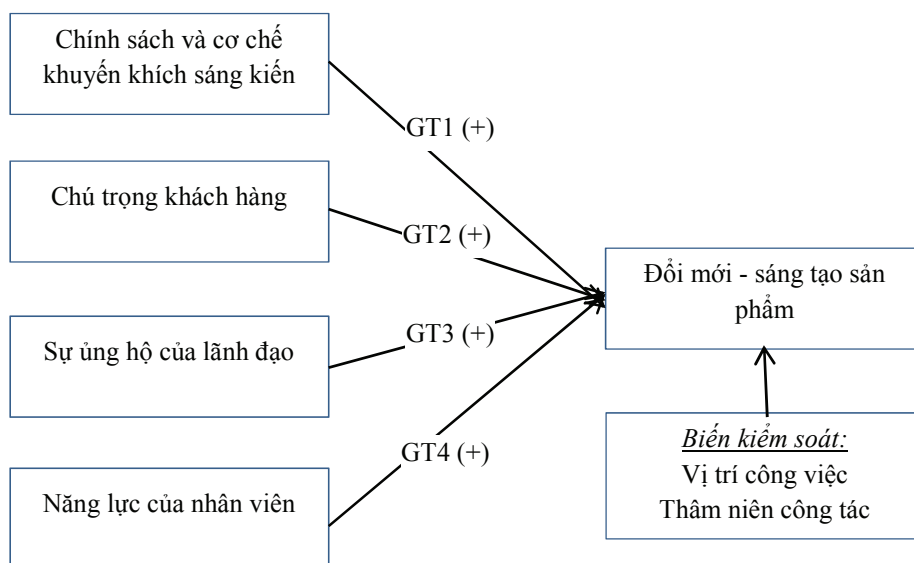 Chính sách và cơ chế
khuyến khích sáng kiến
GT1 (+)
Chú trọng khách hàng
GT2 (+)
Đổi mới - sáng tạo sản
phẩm
Sự ủng hộ của lãnh đạo
GT3 (+)
GT4 (+)
Năng lực của nhân viên
Biến kiểm soát:
Vị trí công việc
Thâm niên công tác